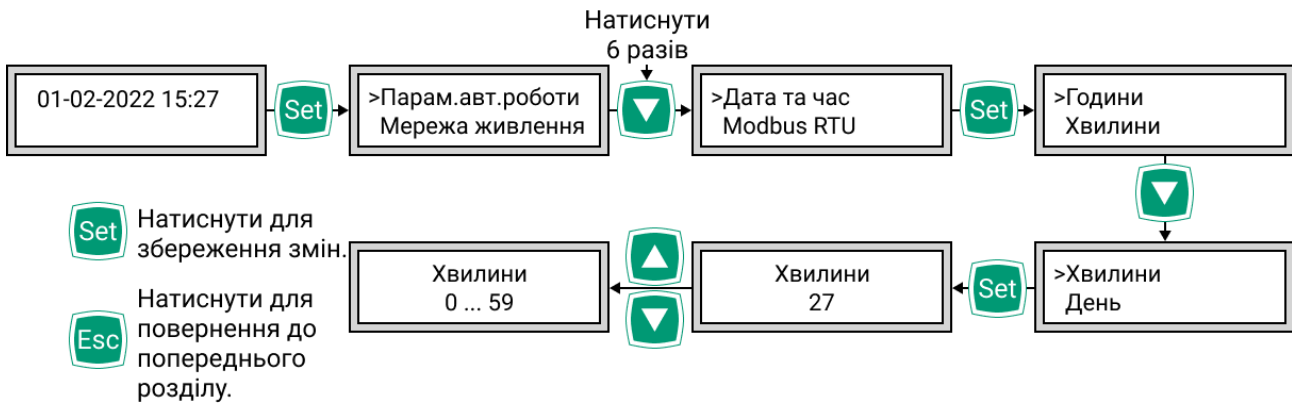 Натиснути
6 разів
01-02-2022 15:27
Set
>Парам.авт.роботи
Мережа живлення
>Дата та час
Modbus RTU
Set
>Години
Хвилини
Set
Натиснути для
збереження змін.
Esc
Натиснути для
повернення до
попереднього
розділу.
Хвилини
0 ... 59
Хвилини
27
Set
>Хвилини
День